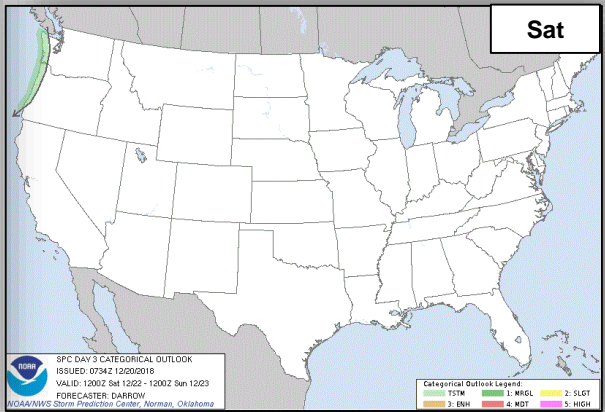 Sat
NOAA
SPC DAY 3 CATEGORICAL OUTLOOK
ISSUED: 0734Z 12/20/2018
VALID: 1200Z Sat 12/22 - 1200Z Sun 12/23
FORECASTER: DARROW
NOAA/NWS Storm Prediction Center, Norman, Oklahoma
Categorical Outlook Legend:
TSTM 1: MRGL 2: SLGT
3: ENH 4: MDT 5: HIGH